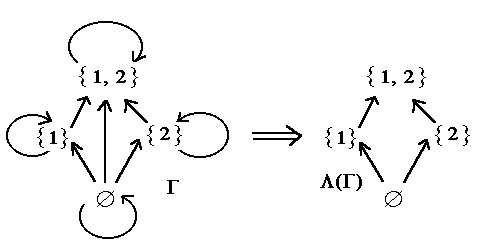 {1, 2} {1, 2}
{1} {2} {1} {2}
∅ Γ Λ(Γ) ∅